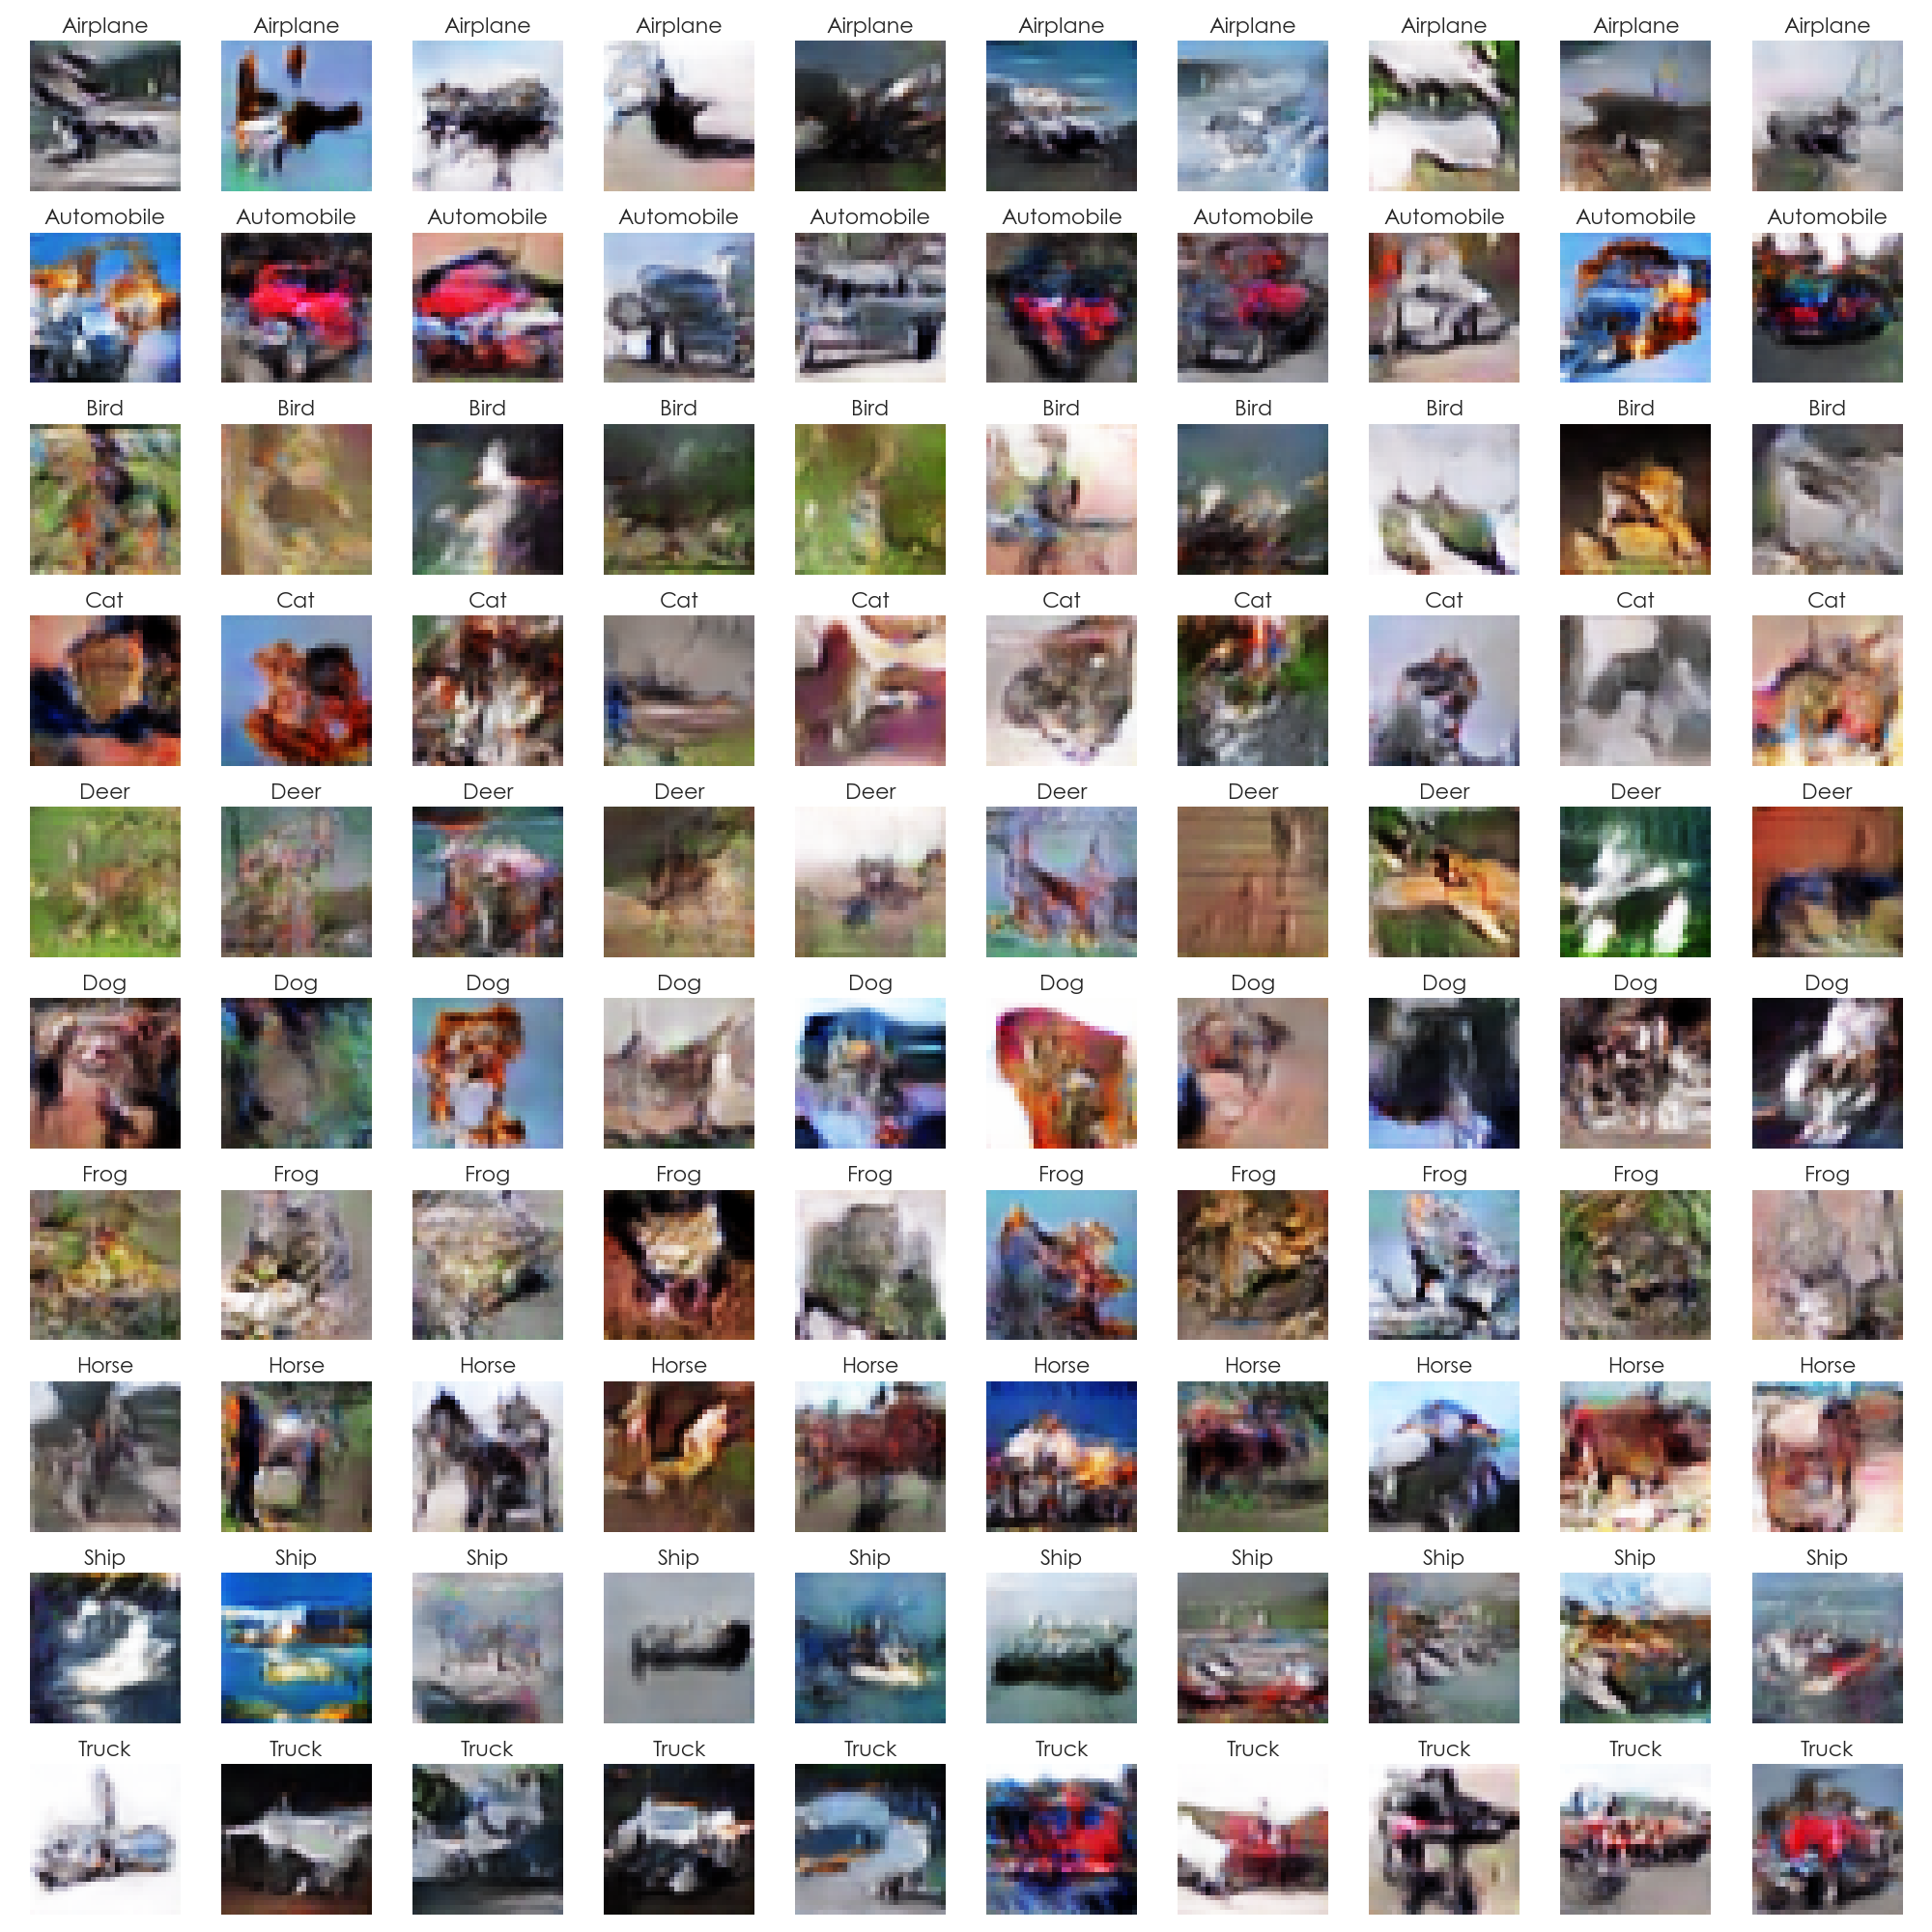 Airplane Airplane Airplane Airplane Airplane Airplane Airplane Airplane Airplane Airplane
Automobile Automobile Automobile Automobile Automobile Automobile Automobile Automobile Automobile Automobile
Bird Bird Bird Bird Bird Bird Bird Bird Bird Bird
Cat Cat Cat Cat Cat Cat Cat Cat Cat Cat
Deer Deer Deer Deer Deer Deer Deer Deer Deer Deer
Dog Dog Dog Dog Dog Dog Dog Dog Dog Dog
Frog Frog Frog Frog Frog Frog Frog Frog Frog Frog
Horse Horse Horse Horse Horse Horse Horse Horse Horse Horse
Ship Ship Ship Ship Ship Ship Ship Ship Ship Ship
Truck Truck Truck Truck Truck Truck Truck Truck Truck Truck